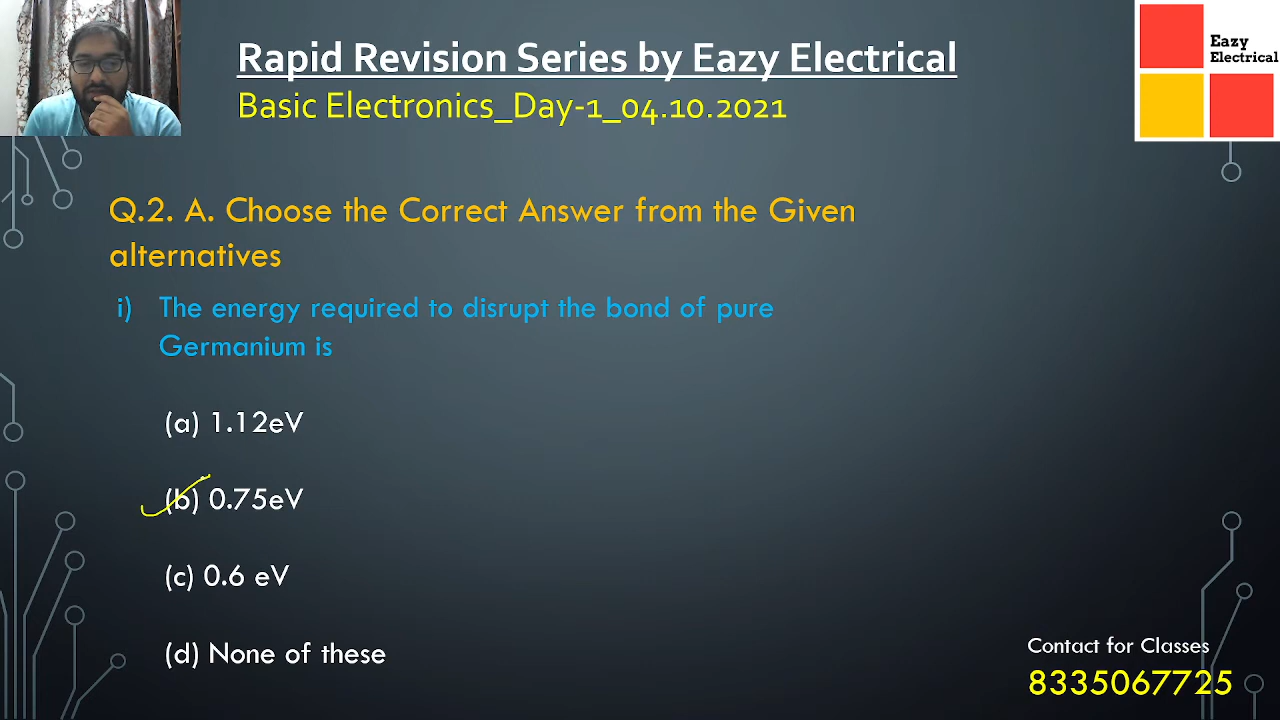 Rapid Revision Series by Eazy Electrical
Basic Electronics_Day-1_04.10.2021
Eazy
Electrical
Q.2. A. Choose the Correct Answer from the Given
alternatives
i) The energy required to disrupt the bond of pure
Germanium is
(a) 1.12eV
(b) 0.75eV
(c) 0.6 eV
(d) None of these
Contact for Classes
8335067725